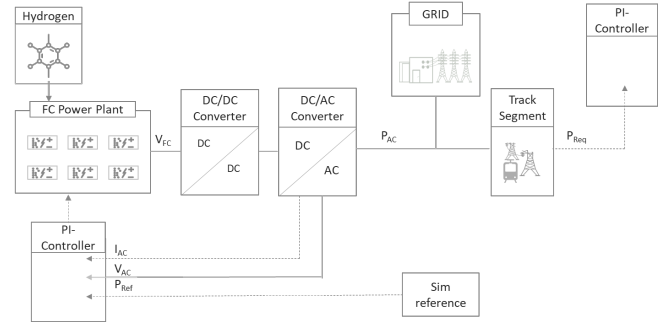 Hydrogen
GRID
PI-
Controller
FC Power Plant
DC/DC
Converter
DC/AC
Converter
Track
Segment
V_FC
DC
DC
DC
AC
P_AC
P_Req
PI-
Controller
I_AC
V_AC
P_Ref
Sim
reference